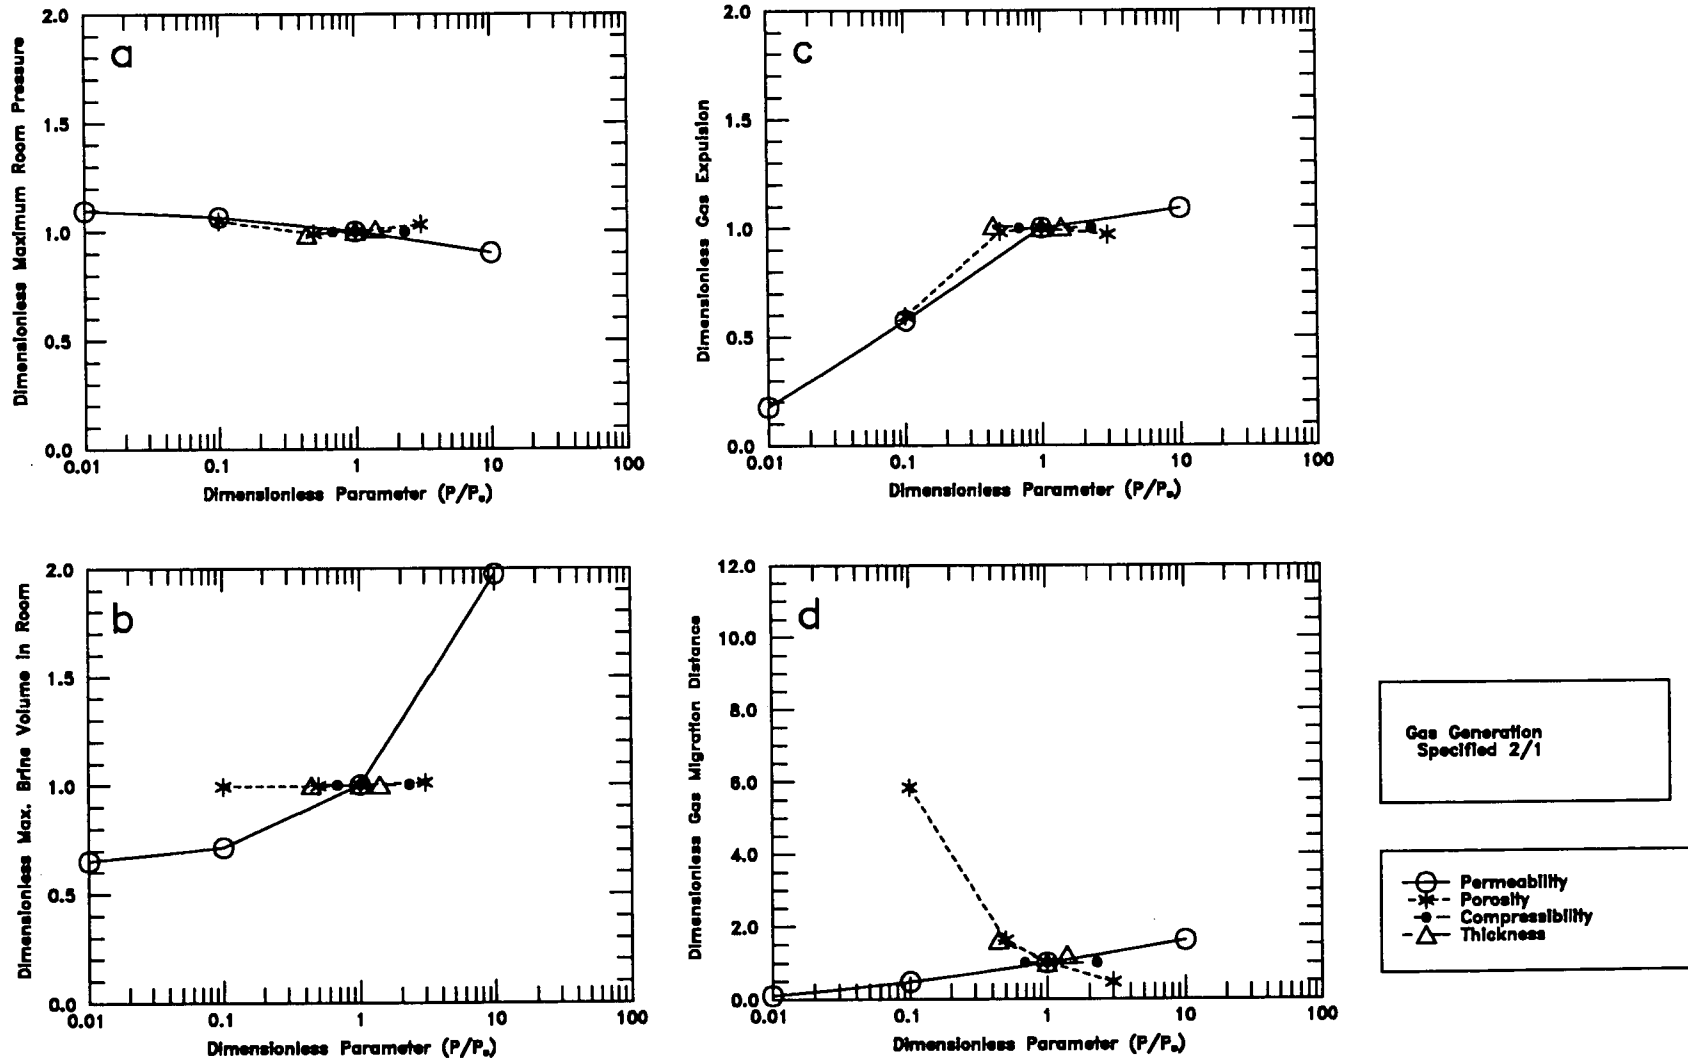 a
Dimensionless Maximum Room Pressure
2.0
1.5
1.0
0.5
0.0
0.01
0.1
1
10
100
Dimensionless Parameter (P/Pₒ)
c
Dimensionless Gas Expulsion
2.0
1.5
1.0
0.5
0.0
0.01
0.1
1
10
100
Dimensionless Parameter (P/Pₒ)
b
Dimensionless Max. Brine Volume in Room
2.0
1.5
1.0
0.5
0.0
0.01
0.1
1
10
100
Dimensionless Parameter (P/Pₒ)
d
Dimensionless Gas Migration Distance
12.0
10.0
8.0
6.0
4.0
2.0
0.0
0.01
0.1
1
10
100
Dimensionless Parameter (P/Pₒ)
Gas Generation
Specified 2/1
Permeability
Porosity
Compressibility
Thickness